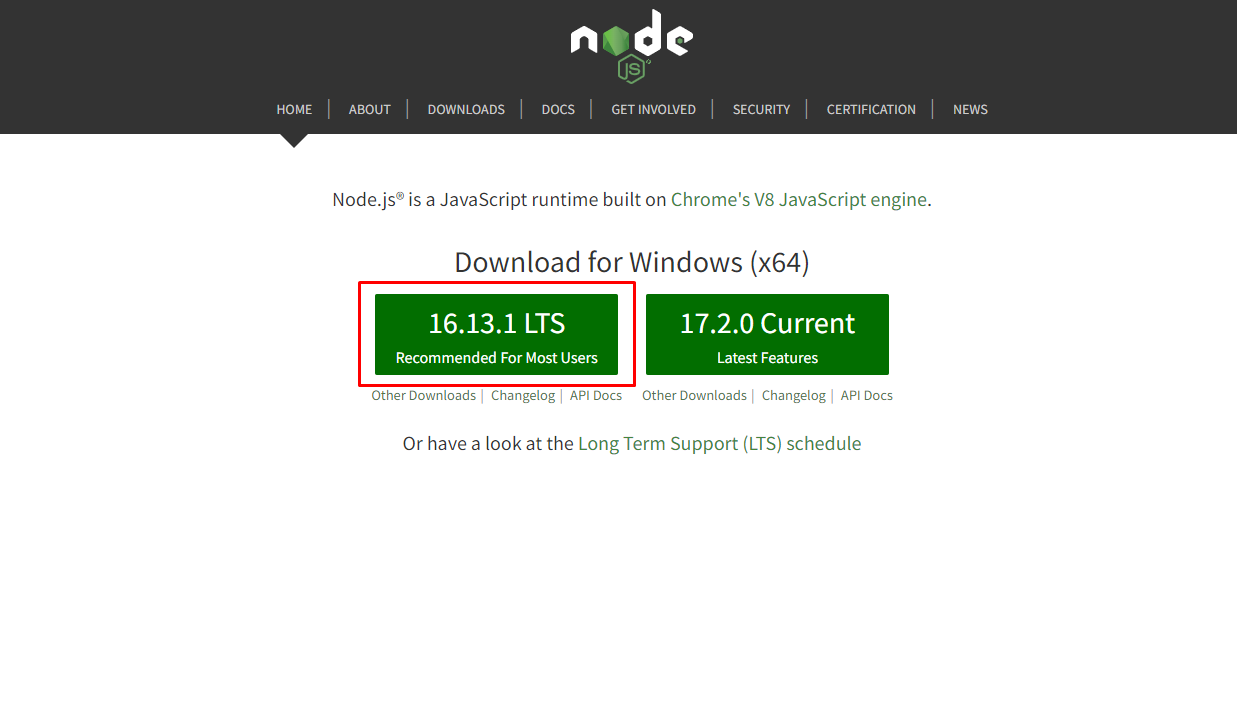 node
JS
HOME | ABOUT | DOWNLOADS | DOCS | GET INVOLVED | SECURITY | CERTIFICATION | NEWS
Node.js® is a JavaScript runtime built on Chrome's V8 JavaScript engine.
Download for Windows (x64)
16.13.1 LTS
Recommended For Most Users
17.2.0 Current
Latest Features
Other Downloads | Changelog | API Docs
Other Downloads | Changelog | API Docs
Or have a look at the Long Term Support (LTS) schedule